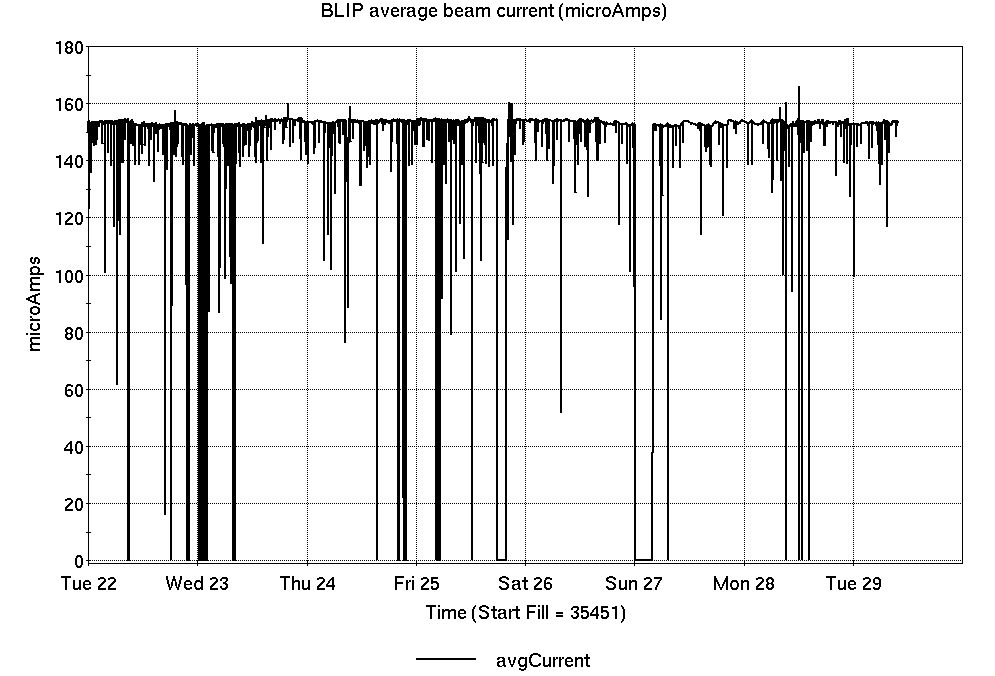 BLIP average beam current (microAmps)
180
160
140
120
100
80
60
40
20
0
microAmps
Tue 22 Wed 23 Thu 24 Fri 25 Sat 26 Sun 27 Mon 28 Tue 29
Time (Start Fill = 35451)
avgCurrent